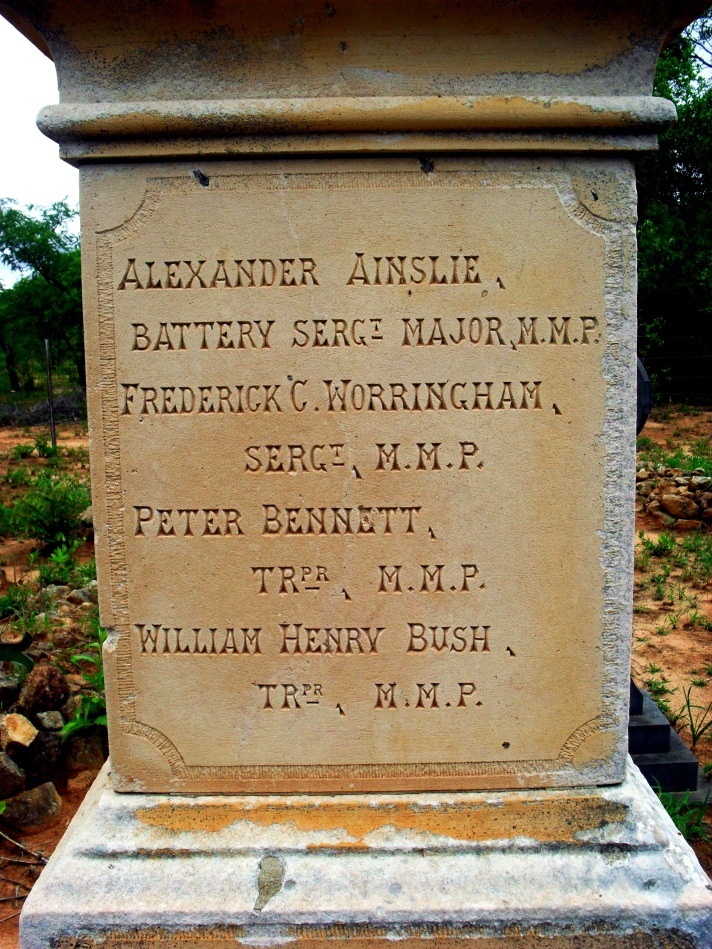 ALEXANDER AINSLIE,
BATTERY SERGT MAJOR, M.M.P.
FREDERICK C. WORRINGHAM,
SERGT, M.M.P.
PETER BENNETT,
TRPR, M.M.P.
WILLIAM HENRY BUSH,
TRPR, M.M.P.